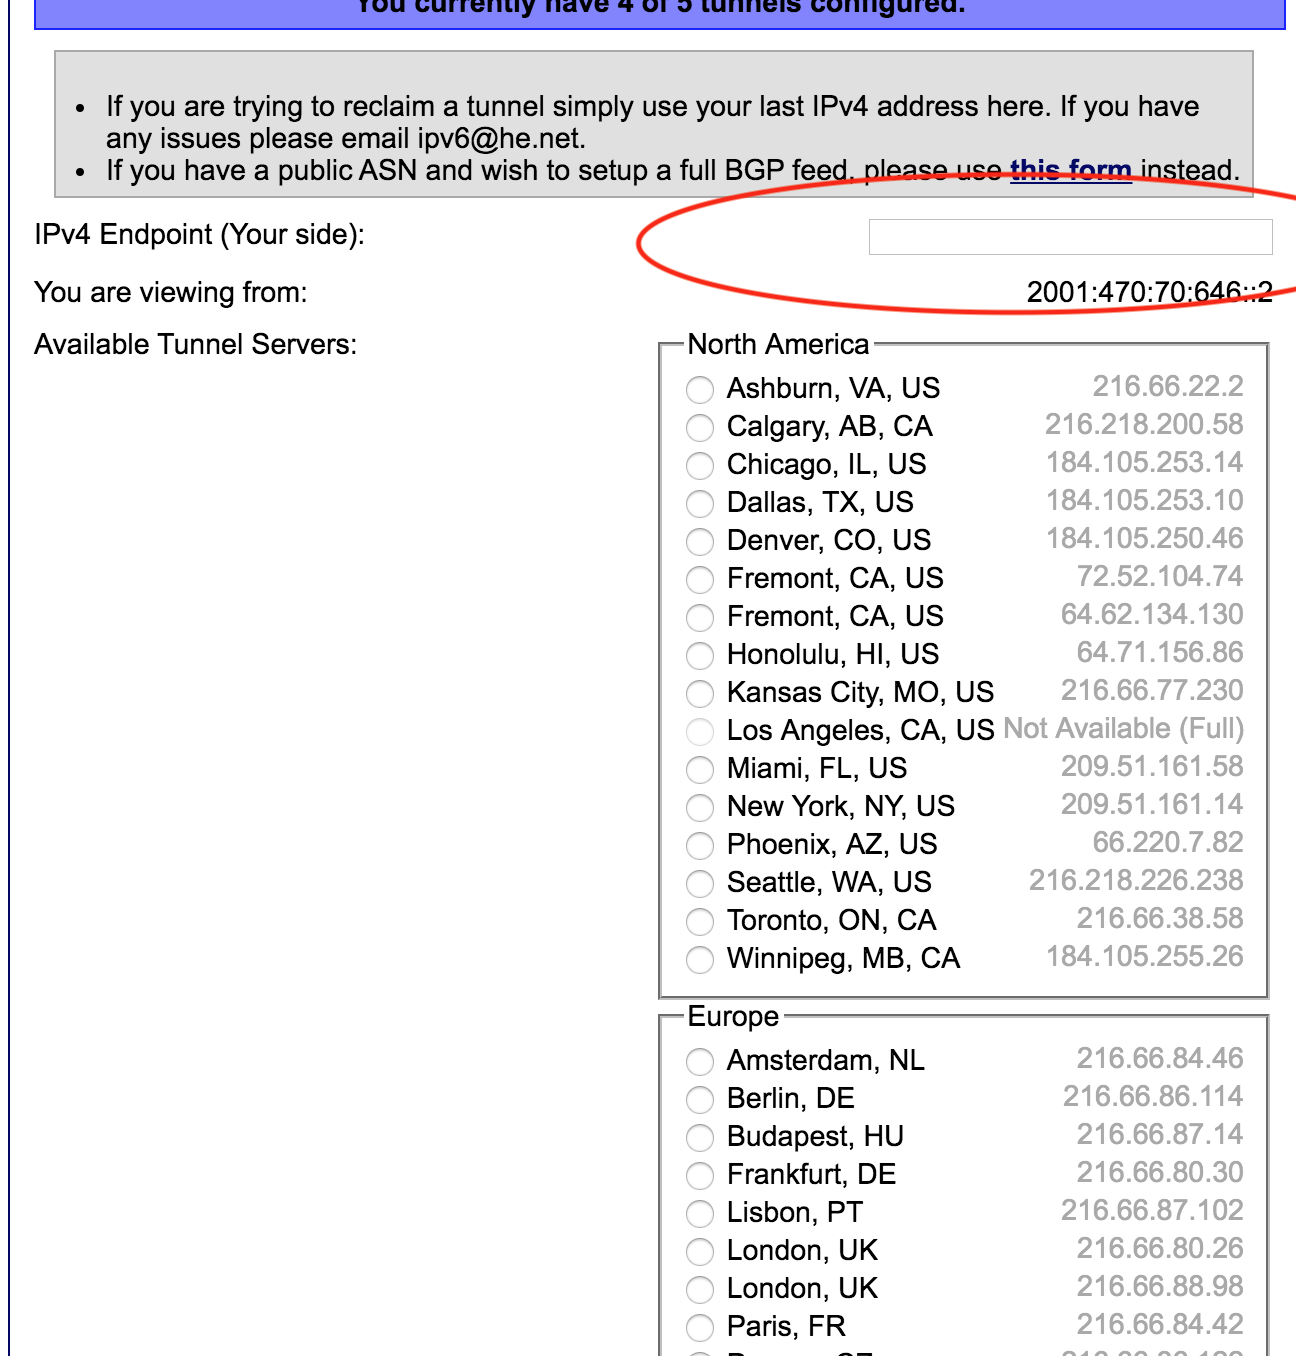 You currently have 4 of 5 tunnels configured.
• If you are trying to reclaim a tunnel simply use your last IPv4 address here. If you have
any issues please email ipv6@he.net.
• If you have a public ASN and wish to setup a full BGP feed, please use this form instead.
IPv4 Endpoint (Your side):
You are viewing from: 2001:470:70:646::2
Available Tunnel Servers:
North America
Ashburn, VA, US 216.66.22.2
Calgary, AB, CA 216.218.200.58
Chicago, IL, US 184.105.253.14
Dallas, TX, US 184.105.253.10
Denver, CO, US 184.105.250.46
Fremont, CA, US 72.52.104.74
Fremont, CA, US 64.62.134.130
Honolulu, HI, US 64.71.156.86
Kansas City, MO, US 216.66.77.230
Los Angeles, CA, US Not Available (Full)
Miami, FL, US 209.51.161.58
New York, NY, US 209.51.161.14
Phoenix, AZ, US 66.220.7.82
Seattle, WA, US 216.218.226.238
Toronto, ON, CA 216.66.38.58
Winnipeg, MB, CA 184.105.255.26
Europe
Amsterdam, NL 216.66.84.46
Berlin, DE 216.66.86.114
Budapest, HU 216.66.87.14
Frankfurt, DE 216.66.80.30
Lisbon, PT 216.66.87.102
London, UK 216.66.80.26
London, UK 216.66.88.98
Paris, FR 216.66.84.42